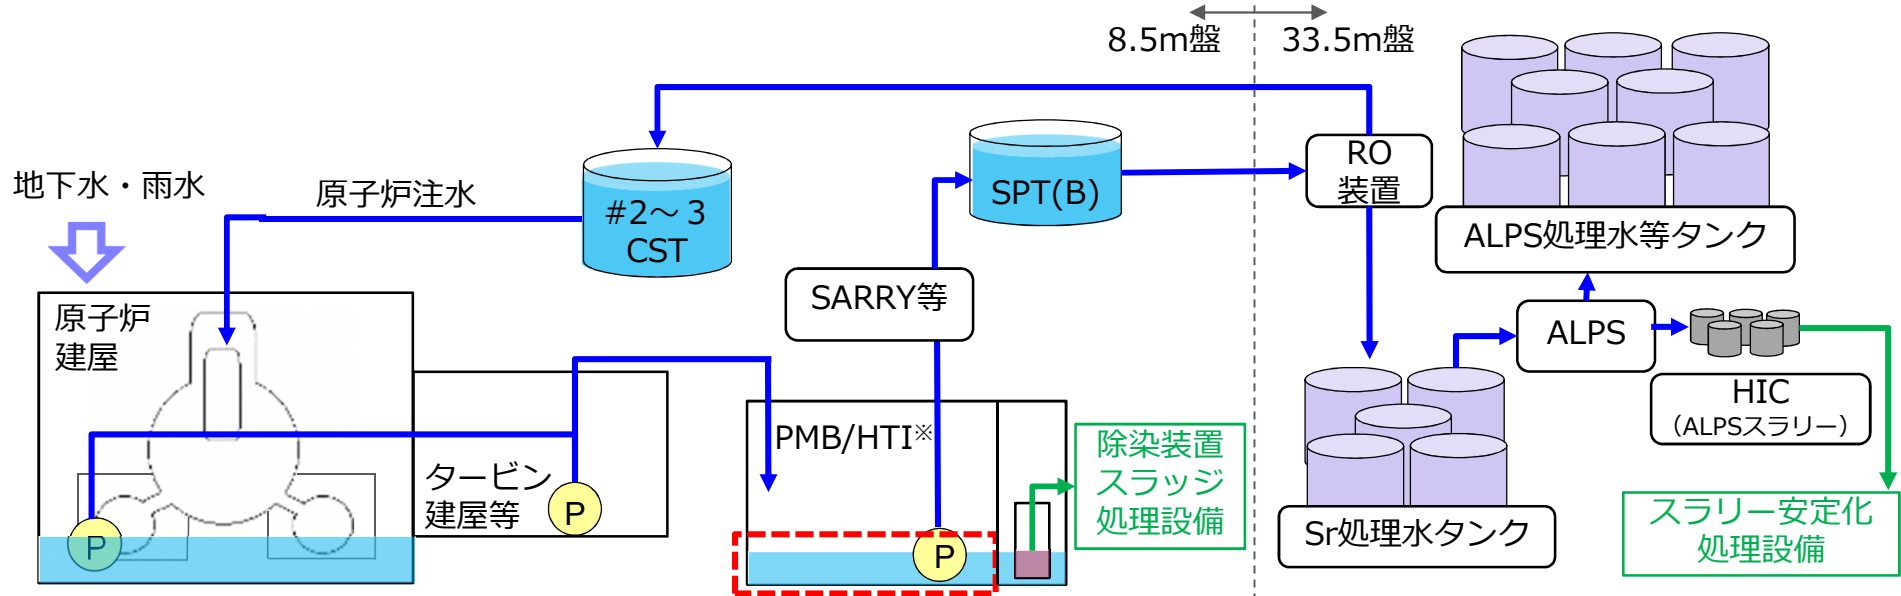 8.5m盤
33.5m盤
地下水・雨水
原子炉注水
#2～3
CST
SPT(B)
RO
装置
ALPS処理水等タンク
SARRY等
原子炉
建屋
ALPS
HIC
（ALPSスラリー）
PMB/HTI※
除染装置
スラッジ
処理設備
タービン
建屋等
P
P
P
Sr処理水タンク
スラリー安定化
処理設備